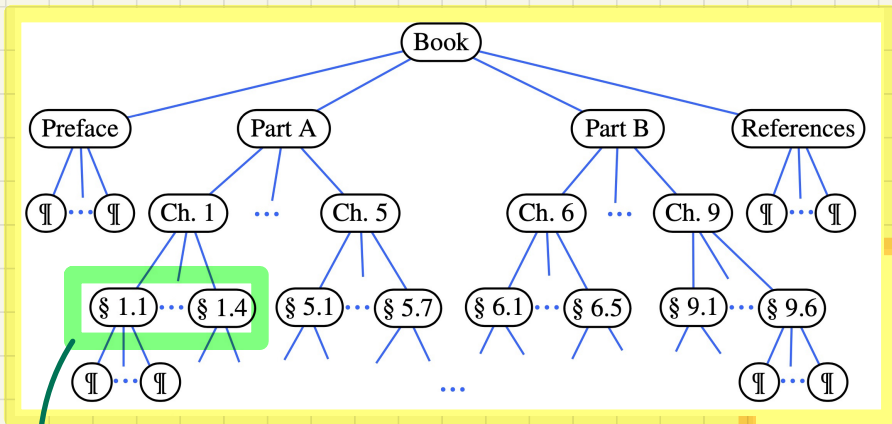 Book
Preface Part A Part B References
¶ ··· ¶ Ch. 1 ··· Ch. 5 Ch. 6 ··· Ch. 9 ¶ ··· ¶
§ 1.1 ··· § 1.4 § 5.1 ··· § 5.7 § 6.1 ··· § 6.5 § 9.1 ··· § 9.6
¶ ··· ¶ ··· ¶ ··· ¶